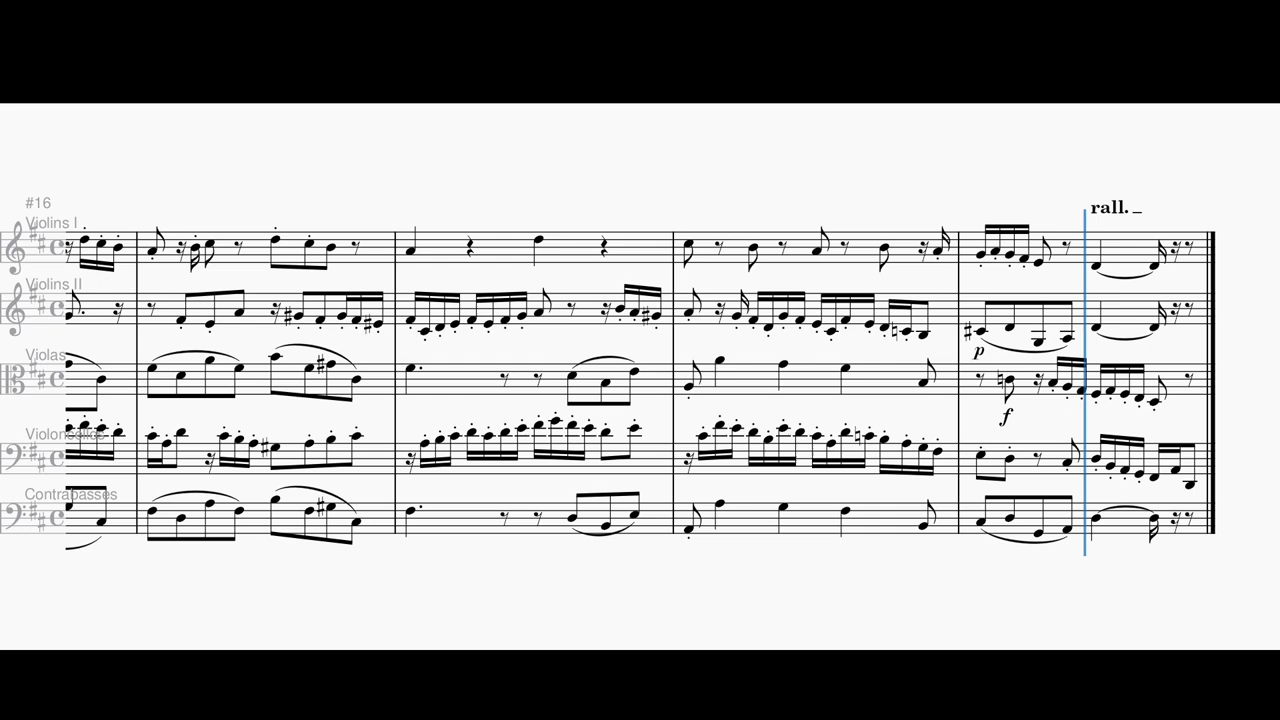 #16
rall.
Violins I
Violins II
Violas
p
f
Violoncellos
Contrabasses